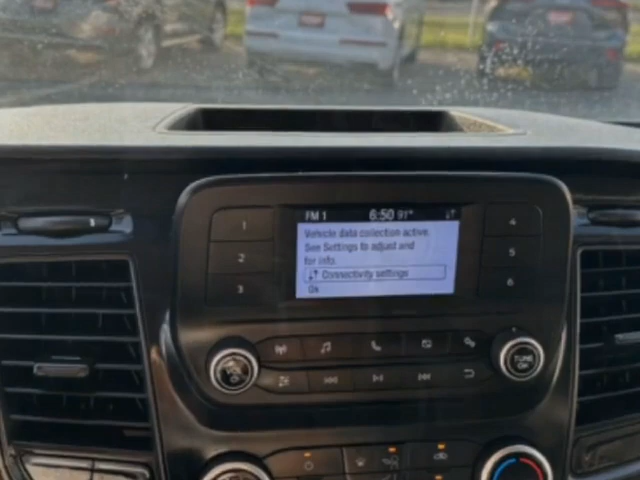 FM 1 6:50 91°
Vehicle data collection active.
See Settings to adjust and
for info.
Connectivity settings
Ok
1
2
3
4
5
6
TUNE